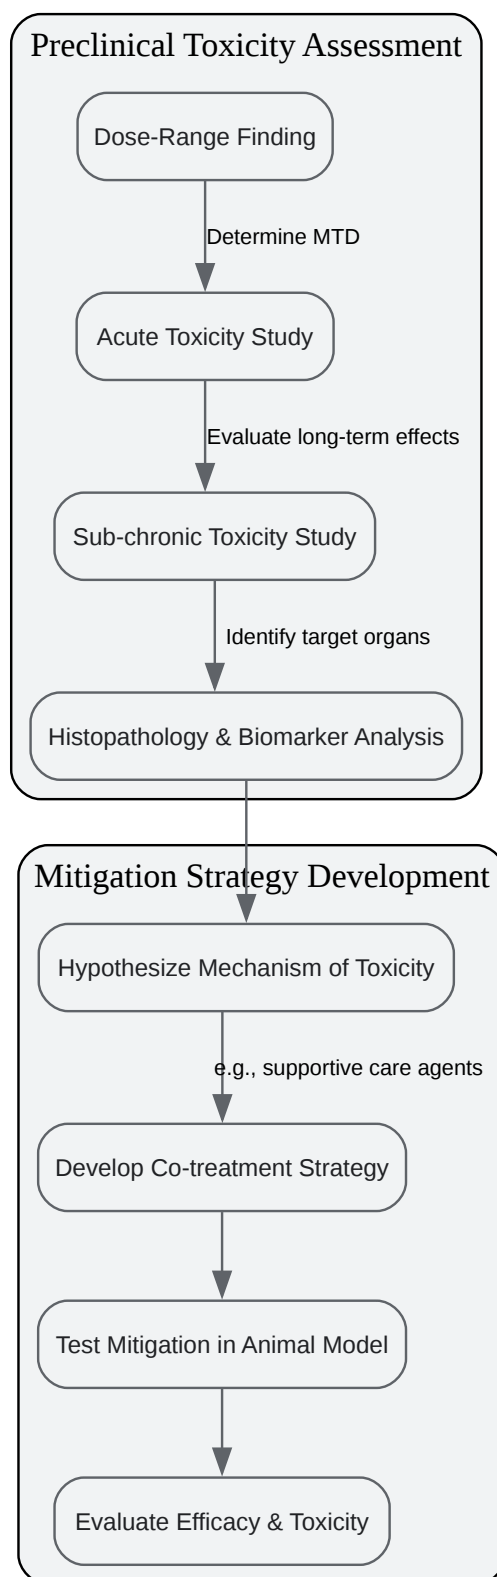 Preclinical Toxicity Assessment
Dose-Range Finding
Determine MTD
Acute Toxicity Study
Evaluate long-term effects
Sub-chronic Toxicity Study
Identify target organs
Histopathology & Biomarker Analysis
Mitigation Strategy Development
Hypothesize Mechanism of Toxicity
e.g., supportive care agents
Develop Co-treatment Strategy
Test Mitigation in Animal Model
Evaluate Efficacy & Toxicity